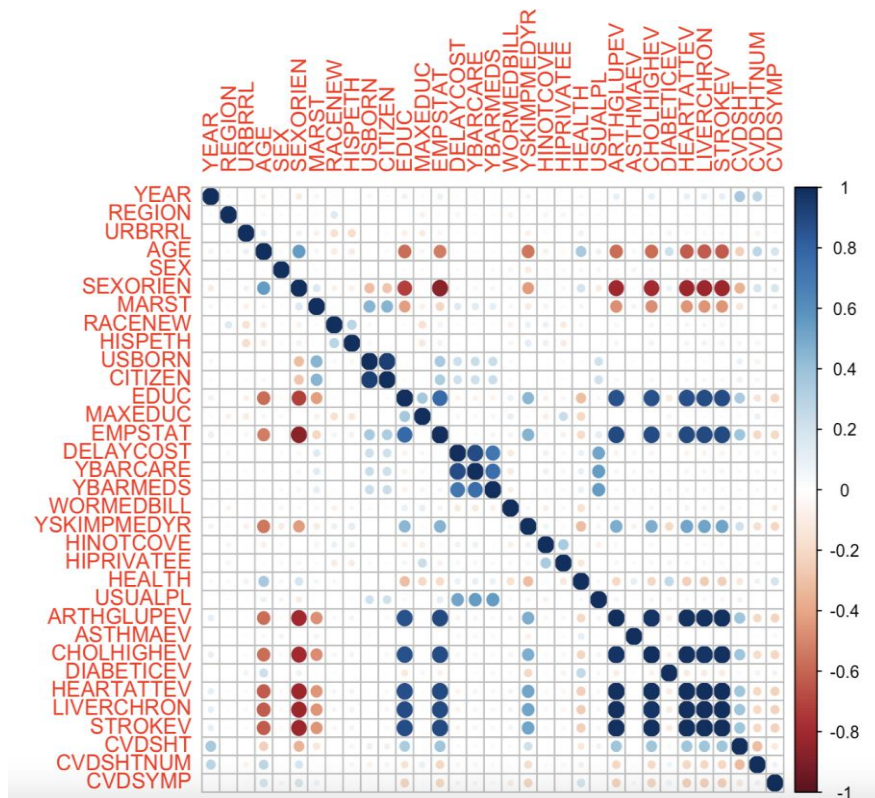 YEAR
REGION
URBRRL
AGE
SEX
SEXORIEN
MARST
RACENEW
HISPETH
USBORN
CITIZEN
EDUC
MAXEDUC
EMPSTAT
DELAYCOST
YBARCARE
YBARMEDS
WORMEDBILL
YSKIMPMEDYR
HINOTCOVE
HIPRIVATEE
HEALTH
USUALPL
ARTHGLUPEV
ASTHMAEV
CHOLHIGHEV
DIABETICEV
HEARTATTEV
LIVERCHRON
STROKEV
CVDSHT
CVDSHTNUM
CVDSYMP
YEAR
REGION
URBRRL
AGE
SEX
SEXORIEN
MARST
RACENEW
HISPETH
USBORN
CITIZEN
EDUC
MAXEDUC
EMPSTAT
DELAYCOST
YBARCARE
YBARMEDS
WORMEDBILL
YSKIMPMEDYR
HINOTCOVE
HIPRIVATEE
HEALTH
USUALPL
ARTHGLUPEV
ASTHMAEV
CHOLHIGHEV
DIABETICEV
HEARTATTEV
LIVERCHRON
STROKEV
CVDSHT
CVDSHTNUM
CVDSYMP
1
0.8
0.6
0.4
0.2
0
-0.2
-0.4
-0.6
-0.8
-1